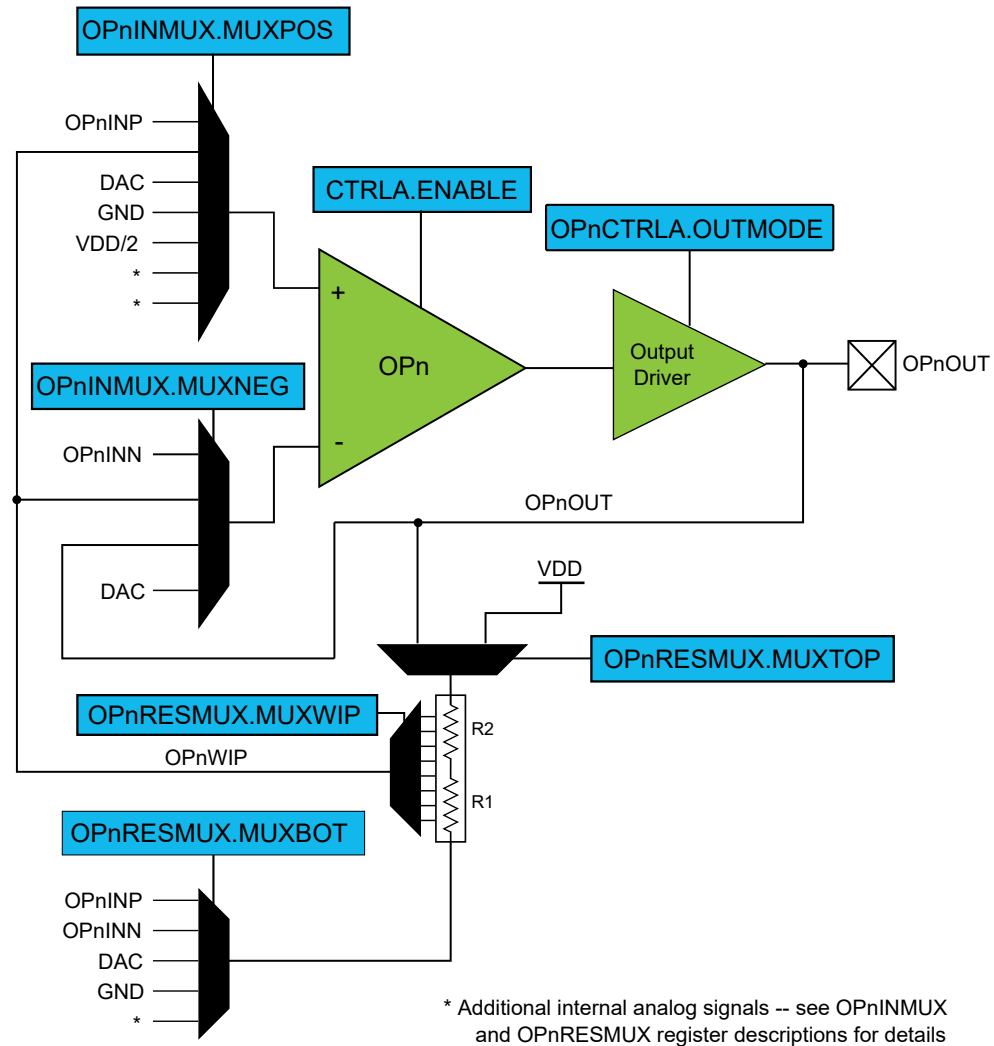 OPnINMUX.MUXPOS
OPnINP
DAC
GND
VDD/2
*
*
CTRLA.ENABLE
OPnCTRLA.OUTMODE
+
OPn
-
Output
Driver
OPnOUT
OPnINMUX.MUXNEG
OPnINN
DAC
OPnOUT
VDD
OPnRESMUX.MUXTOP
OPnRESMUX.MUXWIP
OPnWIP
R2
R1
OPnRESMUX.MUXBOT
OPnINP
OPnINN
DAC
GND
*
* Additional internal analog signals -- see OPnINMUX
and OPnRESMUX register descriptions for details